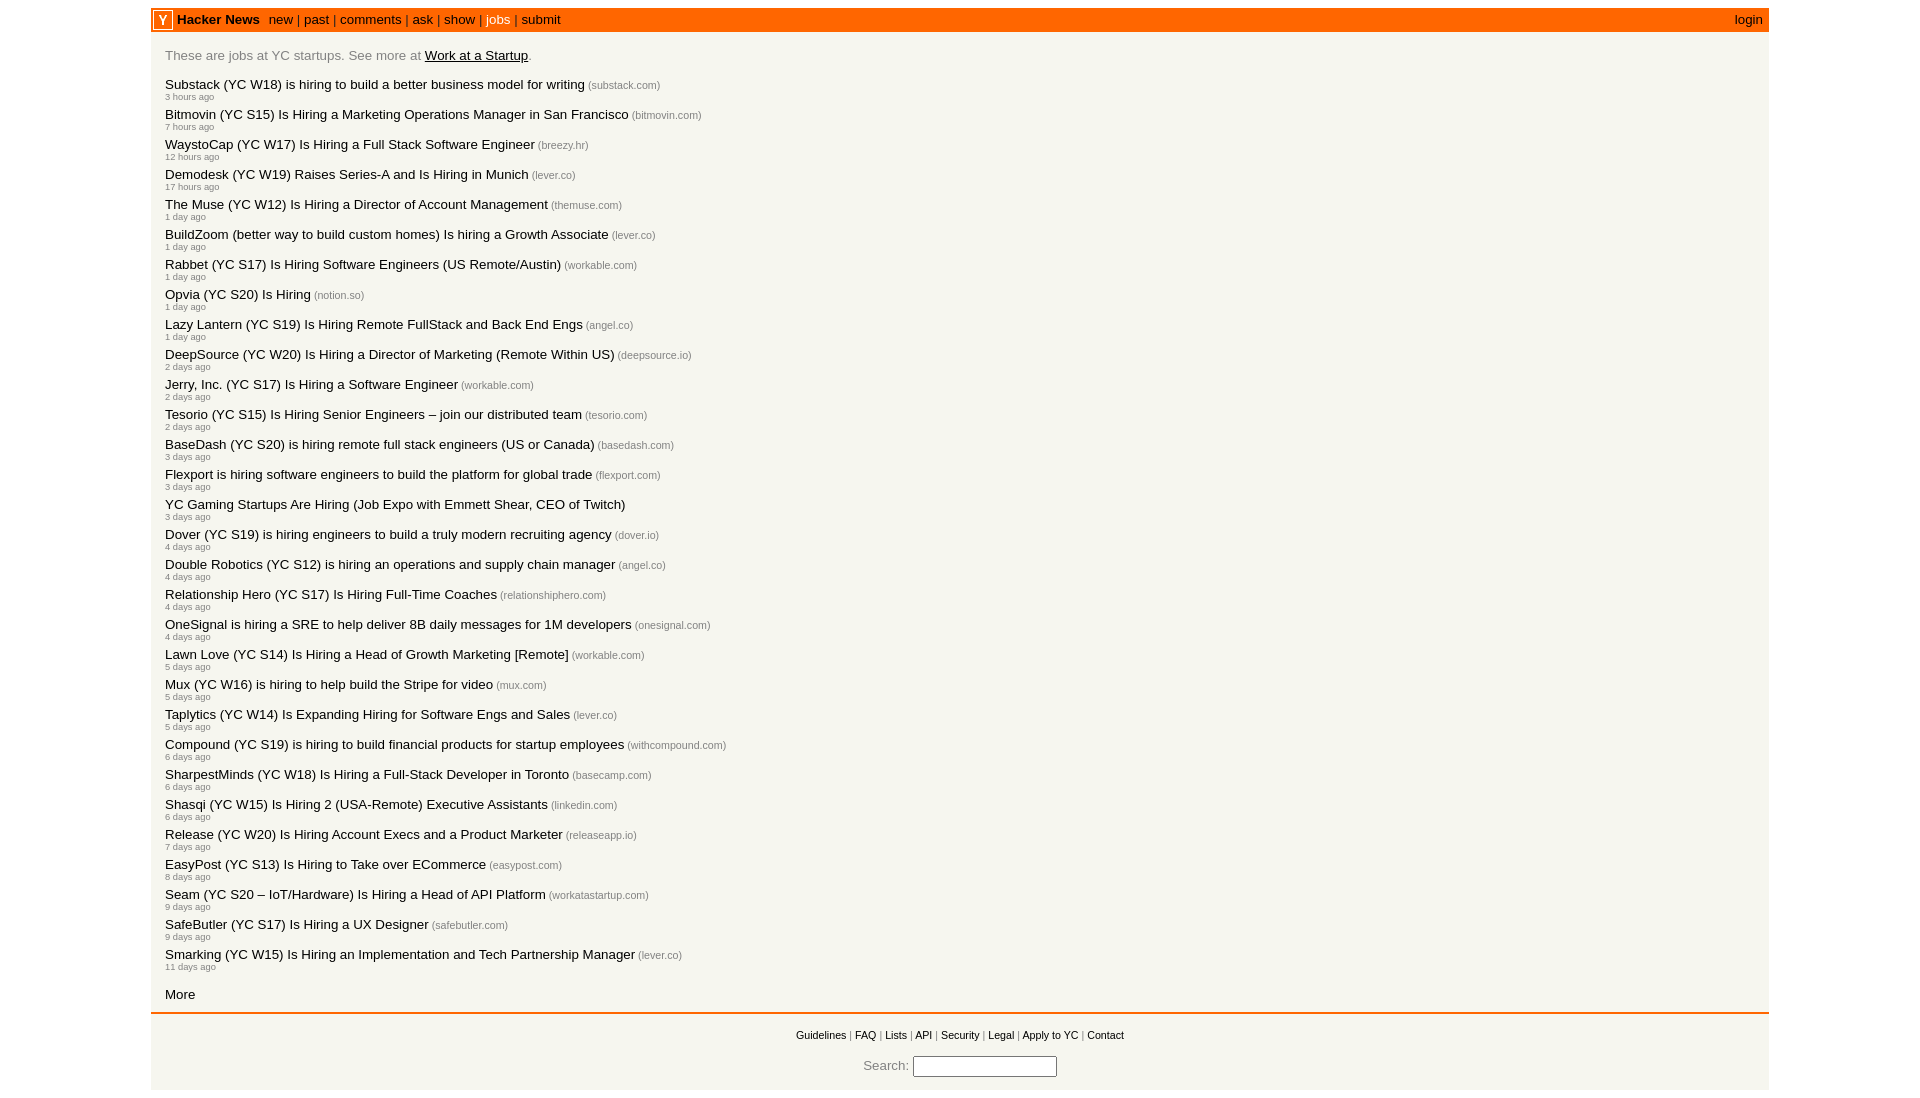 Y Hacker News new | past | comments | ask | show | jobs | submit login
These are jobs at YC startups. See more at Work at a Startup.
Substack (YC W18) is hiring to build a better business model for writing (substack.com)
3 hours ago
Bitmovin (YC S15) Is Hiring a Marketing Operations Manager in San Francisco (bitmovin.com)
7 hours ago
WaystoCap (YC W17) Is Hiring a Full Stack Software Engineer (breezy.hr)
12 hours ago
Demodesk (YC W19) Raises Series-A and Is Hiring in Munich (lever.co)
17 hours ago
The Muse (YC W12) Is Hiring a Director of Account Management (themuse.com)
1 day ago
BuildZoom (better way to build custom homes) Is hiring a Growth Associate (lever.co)
1 day ago
Rabbet (YC S17) Is Hiring Software Engineers (US Remote/Austin) (workable.com)
1 day ago
Opvia (YC S20) Is Hiring (notion.so)
1 day ago
Lazy Lantern (YC S19) Is Hiring Remote FullStack and Back End Engs (angel.co)
1 day ago
DeepSource (YC W20) Is Hiring a Director of Marketing (Remote Within US) (deepsource.io)
2 days ago
Jerry, Inc. (YC S17) Is Hiring a Software Engineer (workable.com)
2 days ago
Tesorio (YC S15) Is Hiring Senior Engineers – join our distributed team (tesorio.com)
2 days ago
BaseDash (YC S20) is hiring remote full stack engineers (US or Canada) (basedash.com)
3 days ago
Flexport is hiring software engineers to build the platform for global trade (flexport.com)
3 days ago
YC Gaming Startups Are Hiring (Job Expo with Emmett Shear, CEO of Twitch)
3 days ago
Dover (YC S19) is hiring engineers to build a truly modern recruiting agency (dover.io)
4 days ago
Double Robotics (YC S12) is hiring an operations and supply chain manager (angel.co)
4 days ago
Relationship Hero (YC S17) Is Hiring Full-Time Coaches (relationshiphero.com)
4 days ago
OneSignal is hiring a SRE to help deliver 8B daily messages for 1M developers (onesignal.com)
4 days ago
Lawn Love (YC S14) Is Hiring a Head of Growth Marketing [Remote] (workable.com)
5 days ago
Mux (YC W16) is hiring to help build the Stripe for video (mux.com)
5 days ago
Taplytics (YC W14) Is Expanding Hiring for Software Engs and Sales (lever.co)
5 days ago
Compound (YC S19) is hiring to build financial products for startup employees (withcompound.com)
6 days ago
SharpestMinds (YC W18) Is Hiring a Full-Stack Developer in Toronto (basecamp.com)
6 days ago
Shasqi (YC W15) Is Hiring 2 (USA-Remote) Executive Assistants (linkedin.com)
6 days ago
Release (YC W20) Is Hiring Account Execs and a Product Marketer (releaseapp.io)
7 days ago
EasyPost (YC S13) Is Hiring to Take over ECommerce (easypost.com)
8 days ago
Seam (YC S20 – IoT/Hardware) Is Hiring a Head of API Platform (workatastartup.com)
9 days ago
SafeButler (YC S17) Is Hiring a UX Designer (safebutler.com)
9 days ago
Smarking (YC W15) Is Hiring an Implementation and Tech Partnership Manager (lever.co)
11 days ago
More
Guidelines | FAQ | Lists | API | Security | Legal | Apply to YC | Contact
Search: